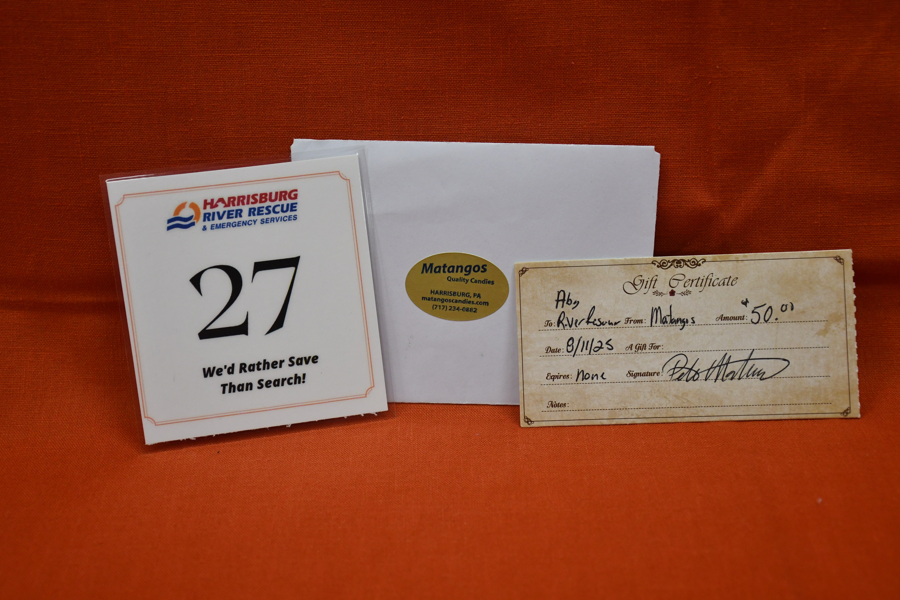 HARRISBURG
RIVER RESCUE
& EMERGENCY SERVICES
27
We'd Rather Save
Than Search!
Matangos
Quality Candies
HARRISBURG, PA
matangoscandies.com
(717) 234-0882
Gift Certificate
To: River Rescue From: Matangos Amount: $50.00
Date: 8/11/25 A Gift For:
Expires: none Signature:
Notes: